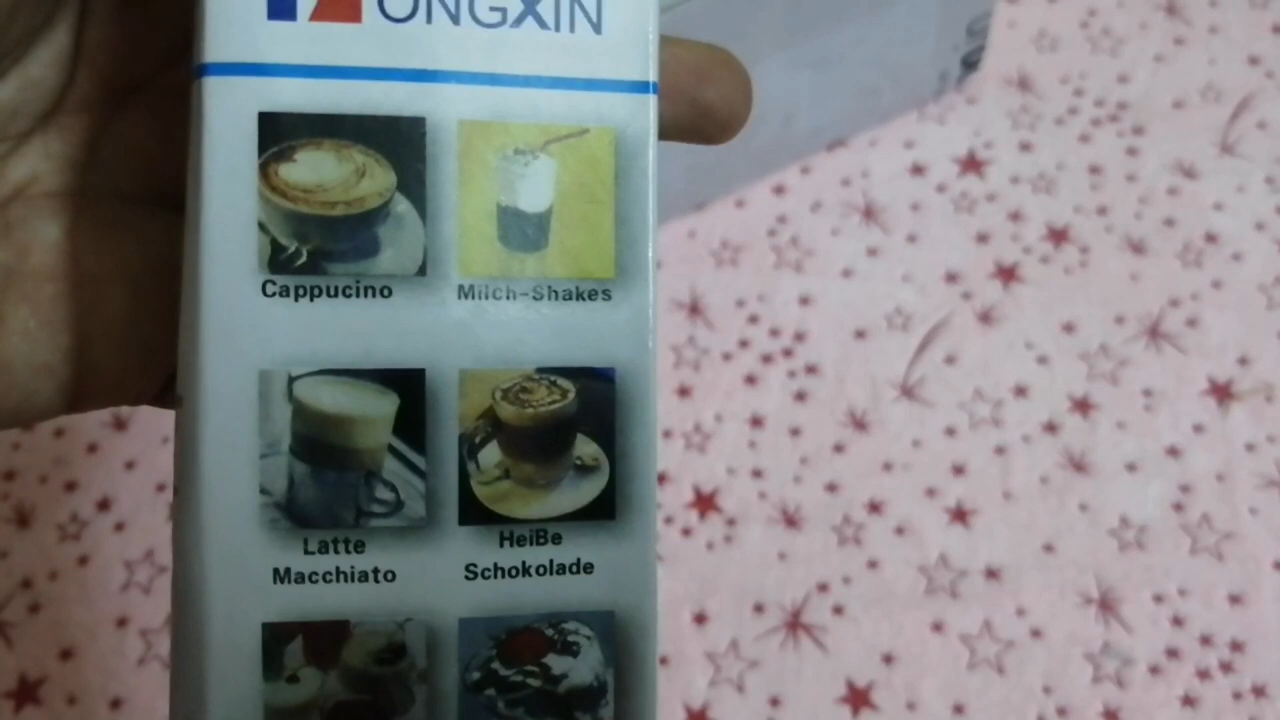 ONGXIN
Cappucino
Milch-Shakes
Latte
Macchiato
HeiBe
Schokolade